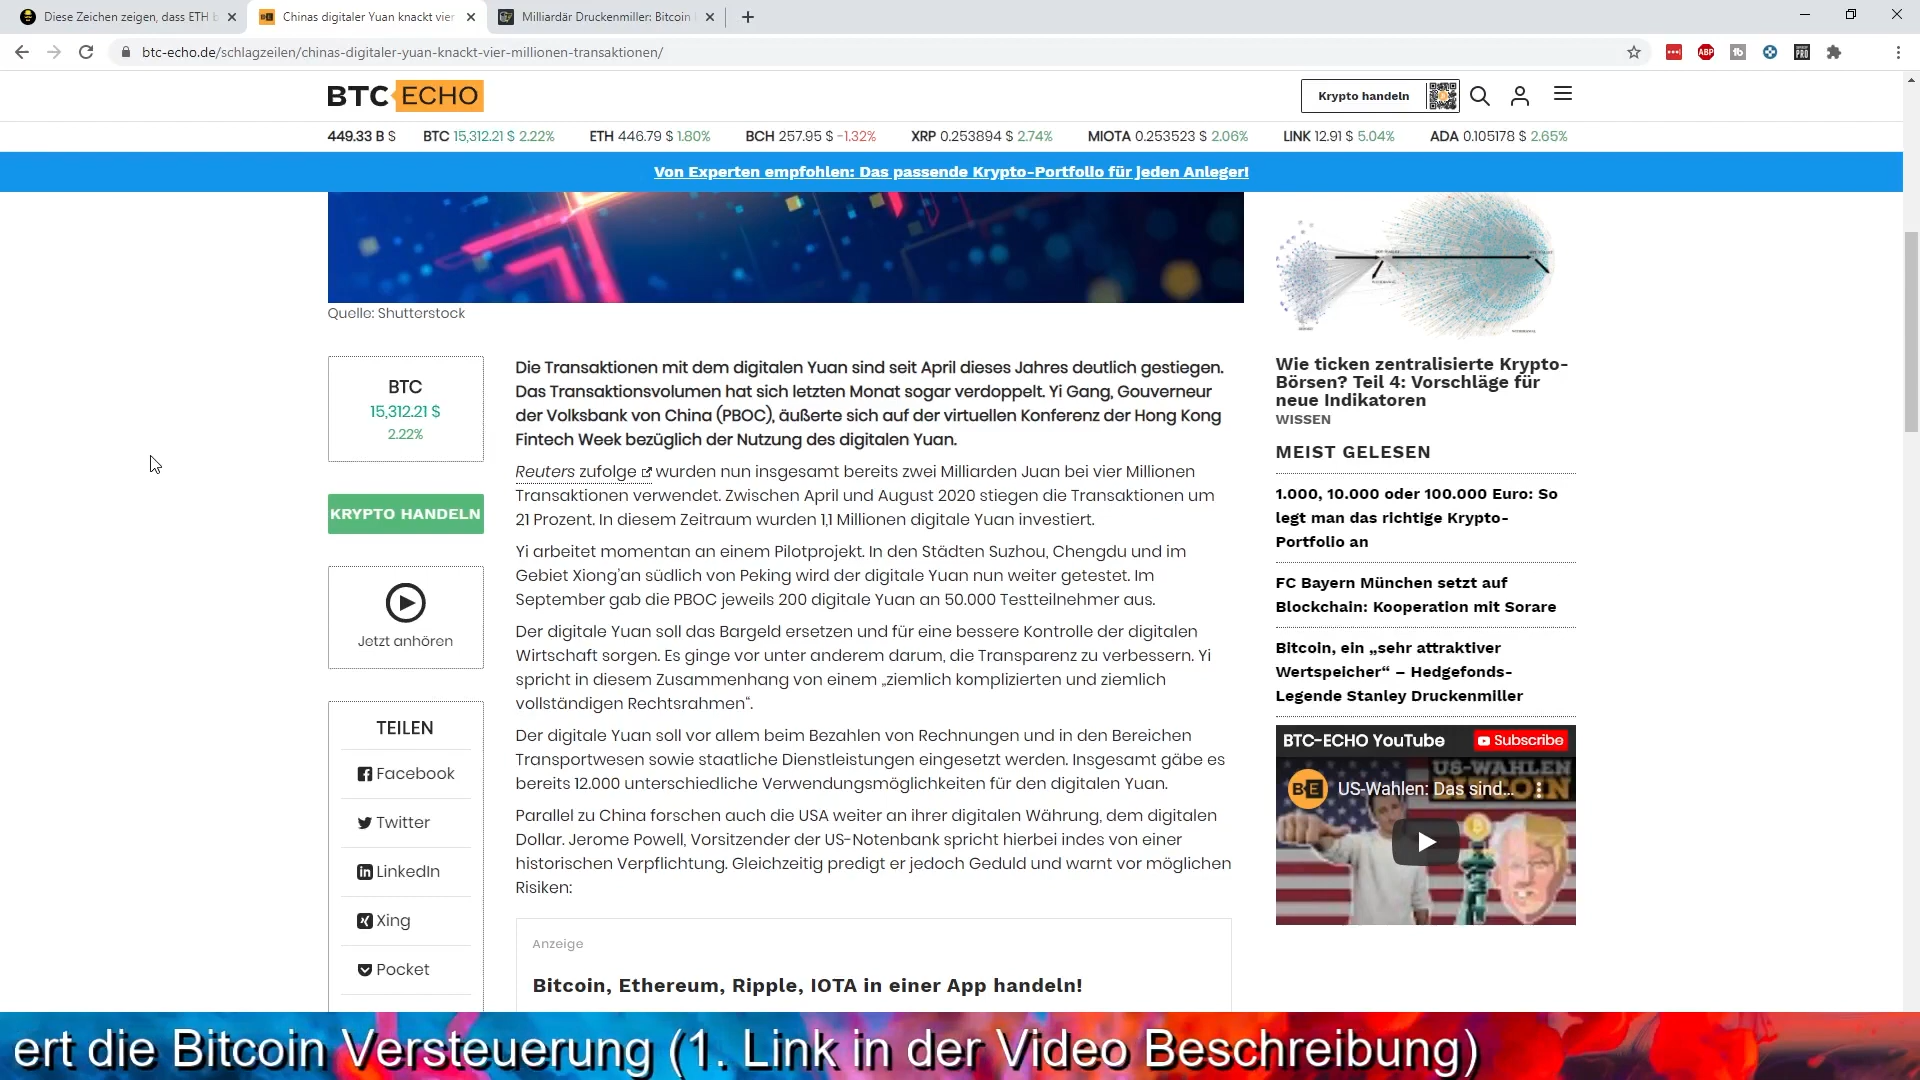 Diese Zeichen zeigen, dass ETH b
Chinas digitaler Yuan knackt vier
Milliardär Druckenmiller: Bitcoin
btc-echo.de/schlagzeilen/chinas-digitaler-yuan-knackt-vier-millionen-transaktionen/
BTC ECHO
Krypto handeln
449.33 B $ BTC 15,312.21 $ 2.22% ETH 446.79 $ 1.80% BCH 257.95 $ -1.32% XRP 0.253894 $ 2.74% MIOTA 0.253523 $ 2.06% LINK 12.91 $ 5.04% ADA 0.105178 $ 2.65%
Von Experten empfohlen: Das passende Krypto-Portfolio für jeden Anleger!
Quelle: Shutterstock
BTC
15,312.21 $
2.22%
KRYPTO HANDELN
Jetzt anhören
TEILEN
Facebook
Twitter
LinkedIn
Xing
Pocket
Die Transaktionen mit dem digitalen Yuan sind seit April dieses Jahres deutlich gestiegen.
Das Transaktionsvolumen hat sich letzten Monat sogar verdoppelt. Yi Gang, Gouverneur
der Volksbank von China (PBOC), äußerte sich auf der virtuellen Konferenz der Hong Kong
Fintech Week bezüglich der Nutzung des digitalen Yuan.
Reuters zufolge wurden nun insgesamt bereits zwei Milliarden Juan bei vier Millionen
Transaktionen verwendet. Zwischen April und August 2020 stiegen die Transaktionen um
21 Prozent. In diesem Zeitraum wurden 1,1 Millionen digitale Yuan investiert.
Yi arbeitet momentan an einem Pilotprojekt. In den Städten Suzhou, Chengdu und im
Gebiet Xiong’an südlich von Peking wird der digitale Yuan nun weiter getestet. Im
September gab die PBOC jeweils 200 digitale Yuan an 50.000 Testteilnehmer aus.
Der digitale Yuan soll das Bargeld ersetzen und für eine bessere Kontrolle der digitalen
Wirtschaft sorgen. Es ginge vor unter anderem darum, die Transparenz zu verbessern. Yi
spricht in diesem Zusammenhang von einem „ziemlich komplizierten und ziemlich
vollständigen Rechtsrahmen“.
Der digitale Yuan soll vor allem beim Bezahlen von Rechnungen und in den Bereichen
Transportwesen sowie staatliche Dienstleistungen eingesetzt werden. Insgesamt gäbe es
bereits 12.000 unterschiedliche Verwendungsmöglichkeiten für den digitalen Yuan.
Parallel zu China forschen auch die USA weiter an ihrer digitalen Währung, dem digitalen
Dollar. Jerome Powell, Vorsitzender der US-Notenbank spricht hierbei indes von einer
historischen Verpflichtung. Gleichzeitig predigt er jedoch Geduld und warnt vor möglichen
Risiken:
Anzeige
Bitcoin, Ethereum, Ripple, IOTA in einer App handeln!
Wie ticken zentralisierte Krypto-
Börsen? Teil 4: Vorschläge für
neue Indikatoren
WISSEN
MEIST GELESEN
1.000, 10.000 oder 100.000 Euro: So
legt man das richtige Krypto-
Portfolio an
FC Bayern München setzt auf
Blockchain: Kooperation mit Sorare
Bitcoin, ein „sehr attraktiver
Wertspeicher“ – Hedgefonds-
Legende Stanley Druckenmiller
BTC-ECHO YouTube
Subscribe
US-WAHLEN
BITCOIN
BE US-Wahlen: Das sind...
ert die Bitcoin Versteuerung (1. Link in der Video Beschreibung)